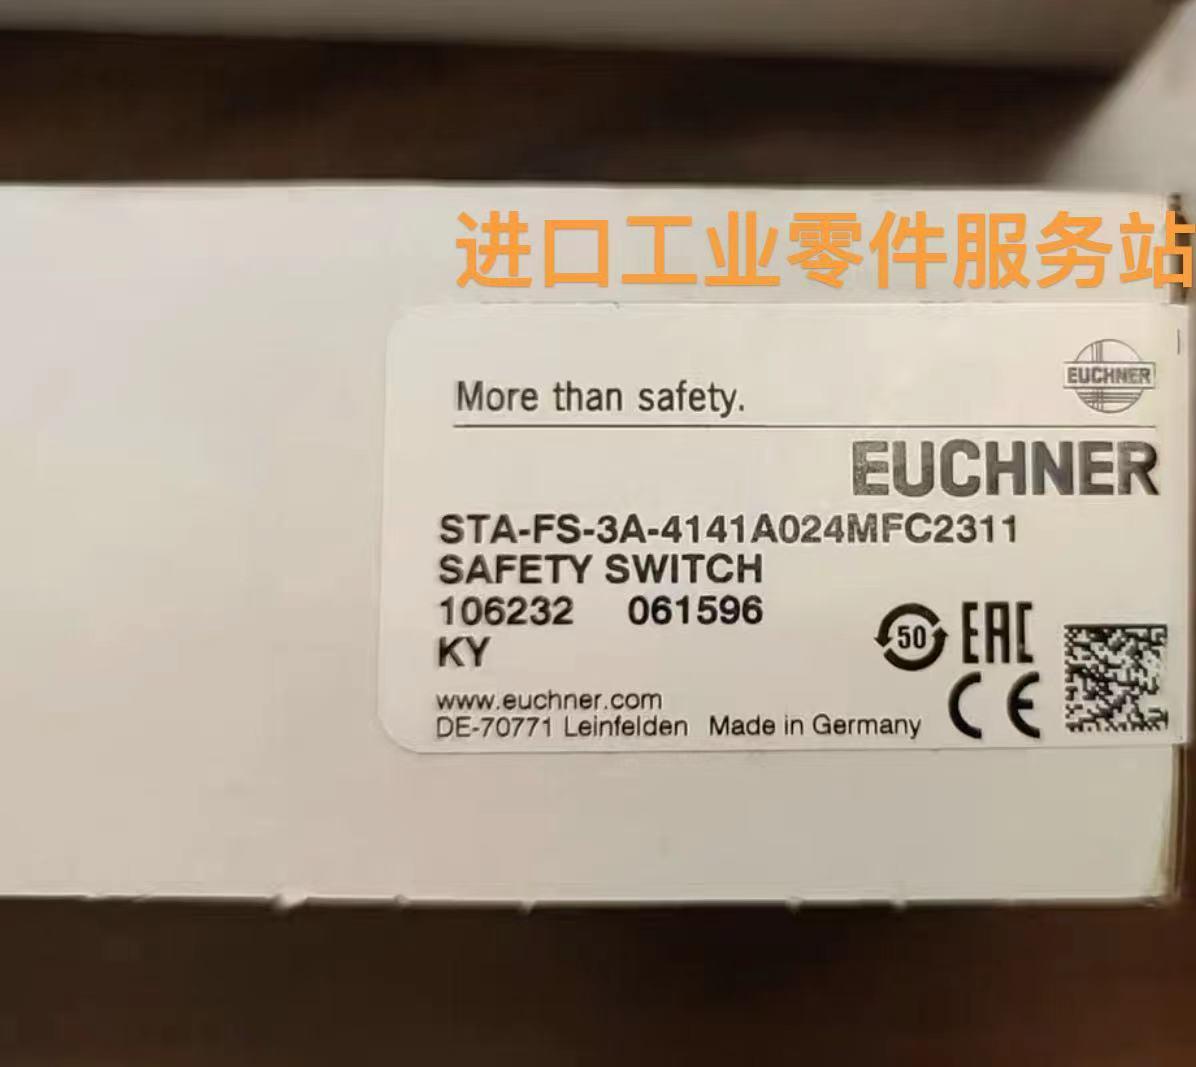 进口工业零件服务站
EUCHNER
More than safety.
EUCHNER
STA-FS-3A-4141A024MFC2311
SAFETY SWITCH
106232 061596
KY
50 EAC
www.euchner.com
DE-70771 Leinfelden Made in Germany CE